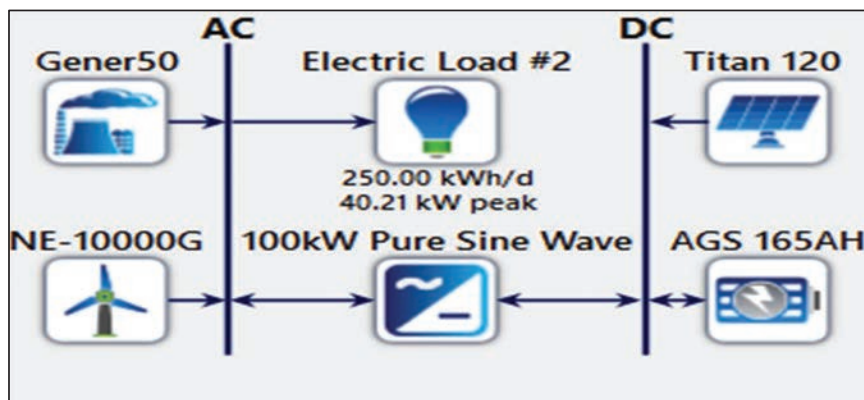 AC
DC
Gener50
Electric Load #2
Titan 120
250.00 kWh/d
40.21 kW peak
NE-10000G
100kW Pure Sine Wave
AGS 165AH